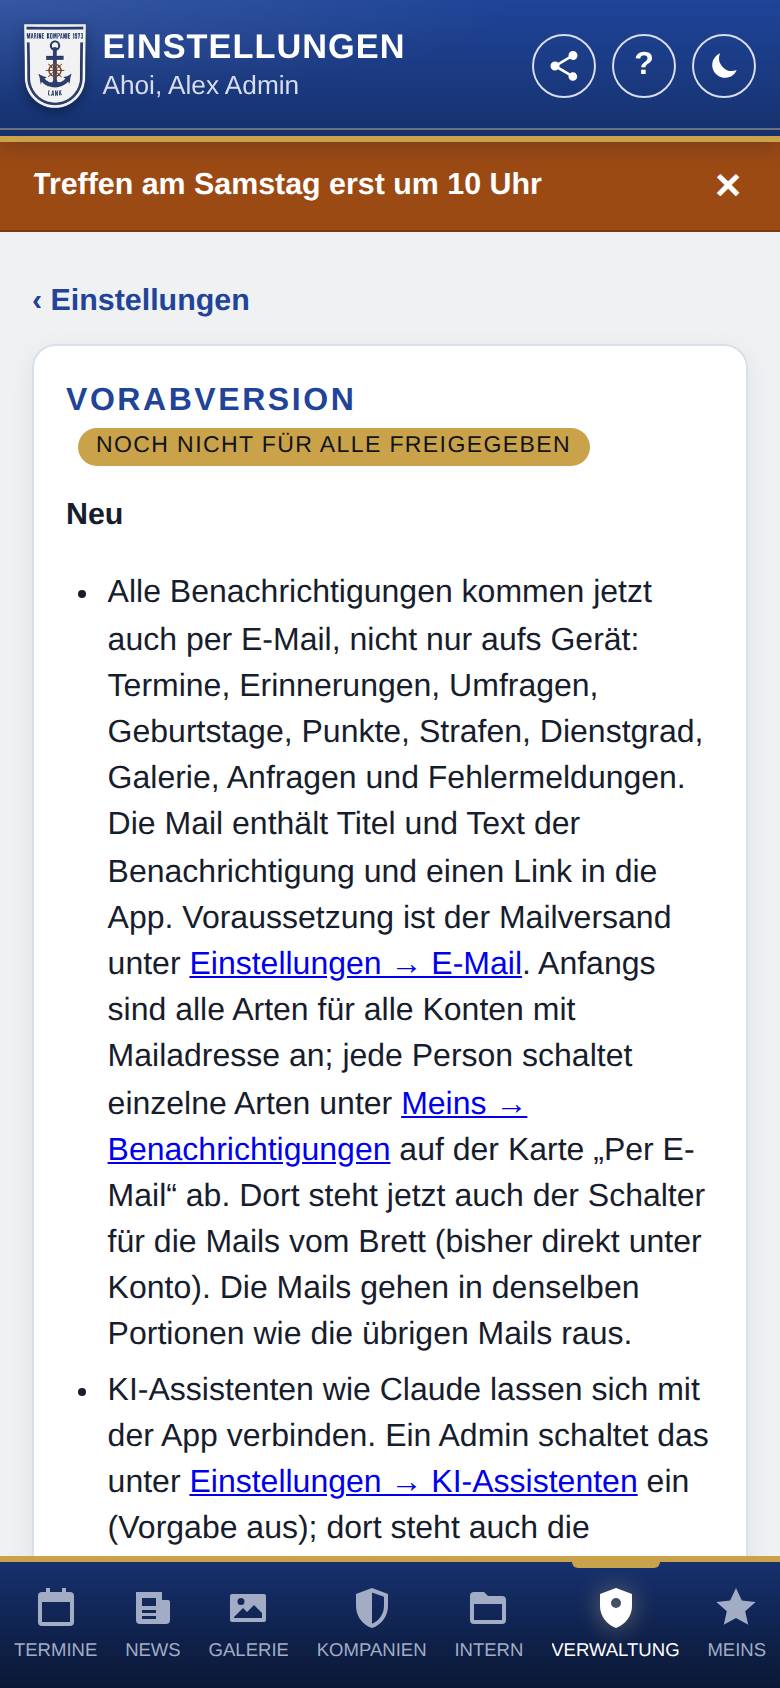 MARINE KOMPANIE 1973
LANK
EINSTELLUNGEN
Ahoi, Alex Admin
?
Treffen am Samstag erst um 10 Uhr
×
‹ Einstellungen
VORABVERSION
NOCH NICHT FÜR ALLE FREIGEGEBEN
Neu
• Alle Benachrichtigungen kommen jetzt
auch per E-Mail, nicht nur aufs Gerät:
Termine, Erinnerungen, Umfragen,
Geburtstage, Punkte, Strafen, Dienstgrad,
Galerie, Anfragen und Fehlermeldungen.
Die Mail enthält Titel und Text der
Benachrichtigung und einen Link in die
App. Voraussetzung ist der Mailversand
unter Einstellungen → E-Mail. Anfangs
sind alle Arten für alle Konten mit
Mailadresse an; jede Person schaltet
einzelne Arten unter Meins →
Benachrichtigungen auf der Karte „Per E-
Mail“ ab. Dort steht jetzt auch der Schalter
für die Mails vom Brett (bisher direkt unter
Konto). Die Mails gehen in denselben
Portionen wie die übrigen Mails raus.
• KI-Assistenten wie Claude lassen sich mit
der App verbinden. Ein Admin schaltet das
unter Einstellungen → KI-Assistenten ein
(Vorgabe aus); dort steht auch die
TERMINE NEWS GALERIE KOMPANIEN INTERN VERWALTUNG MEINS